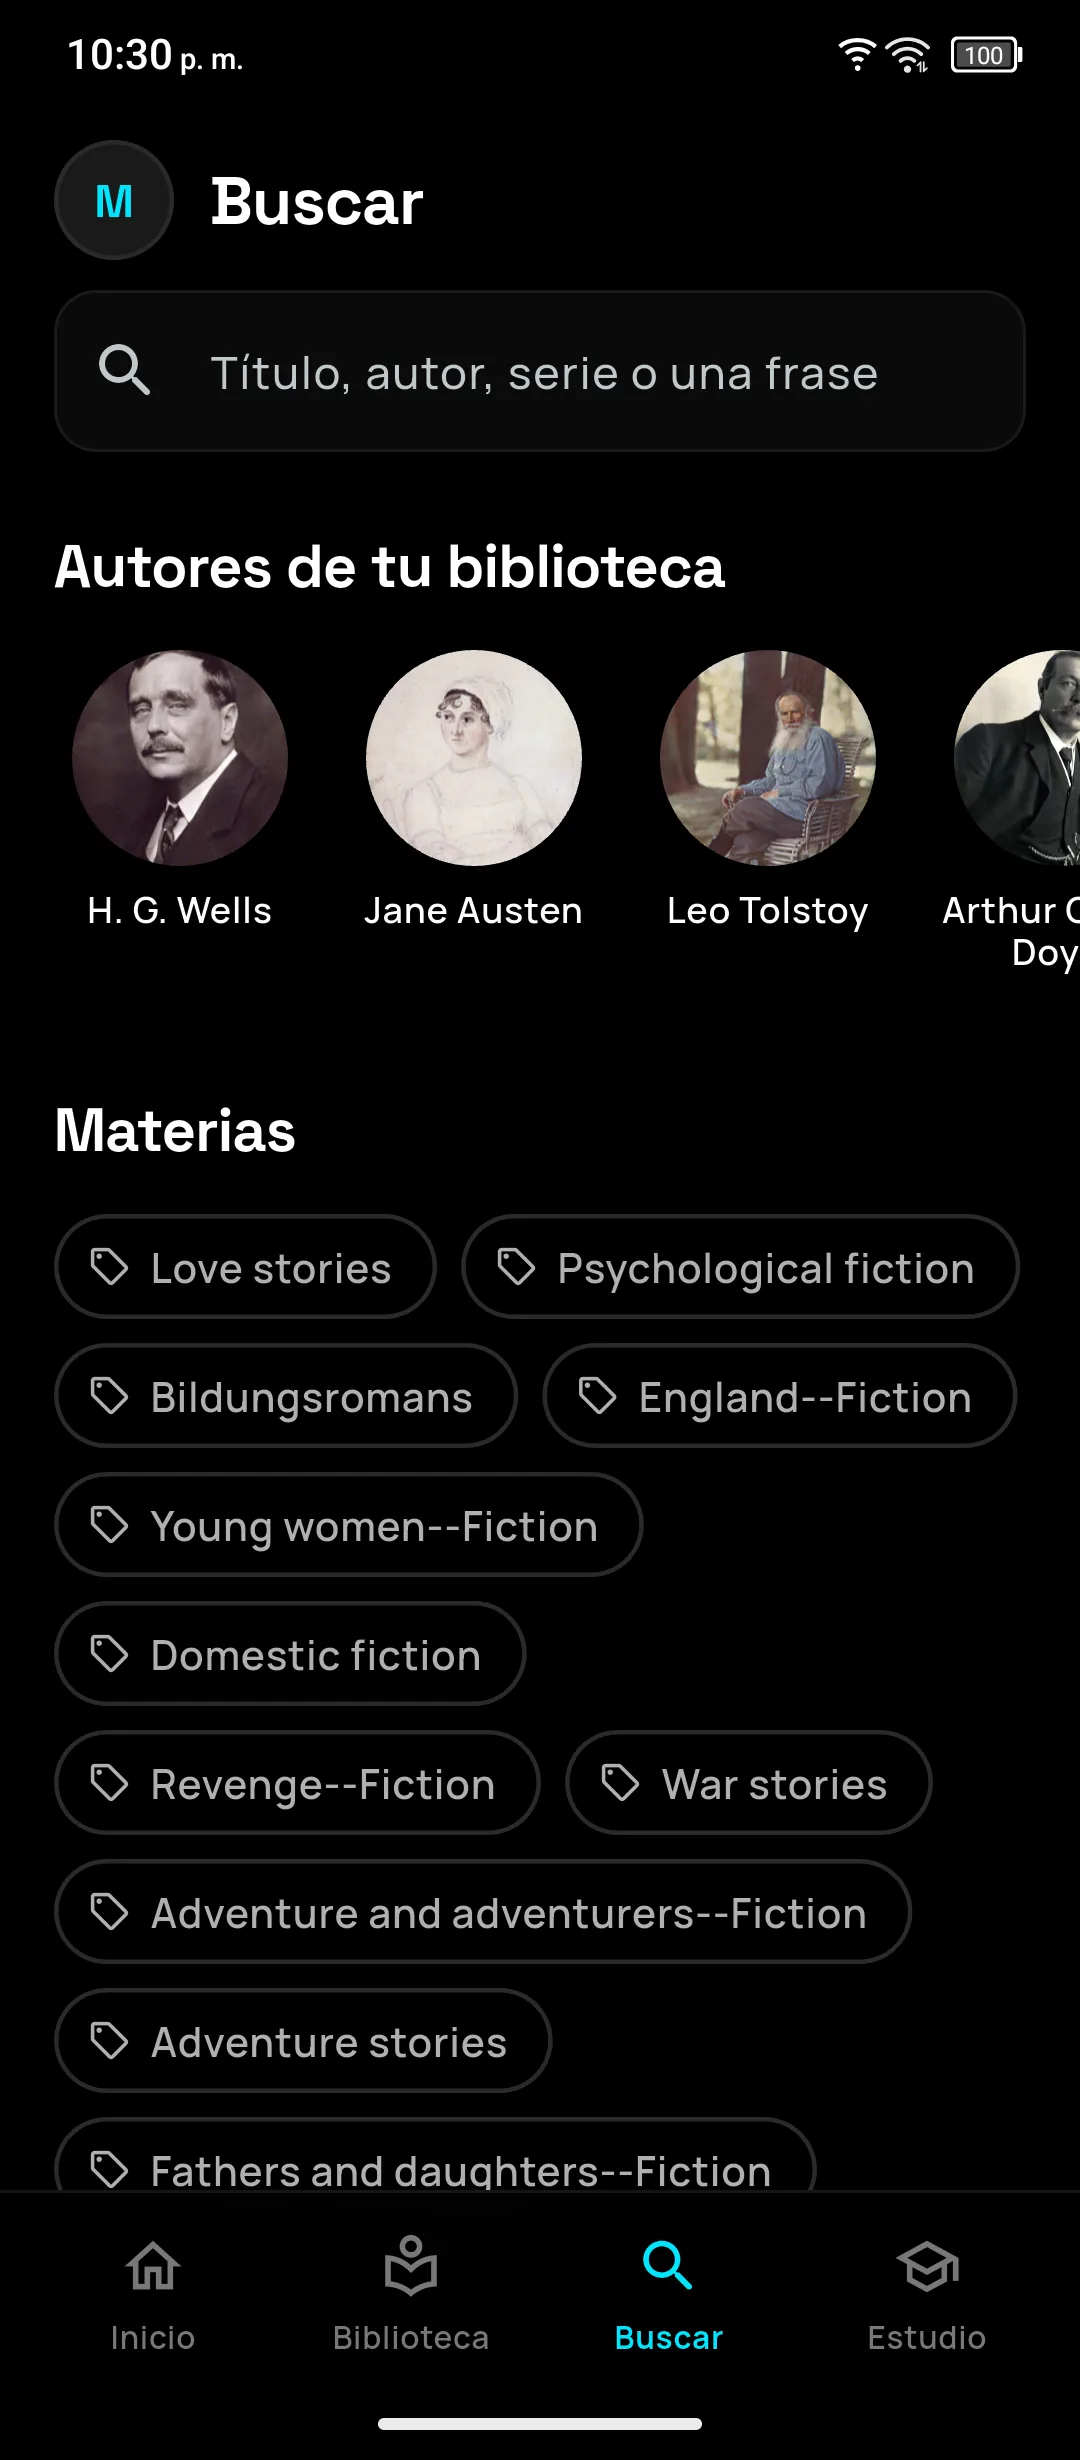 10:30 p. m.
100
M
Buscar
Título, autor, serie o una frase
Autores de tu biblioteca
H. G. Wells
Jane Austen
Leo Tolstoy
Arthur
Doy
Materias
Love stories
Psychological fiction
Bildungsromans
England--Fiction
Young women--Fiction
Domestic fiction
Revenge--Fiction
War stories
Adventure and adventurers--Fiction
Adventure stories
Fathers and daughters--Fiction
Inicio
Biblioteca
Buscar
Estudio